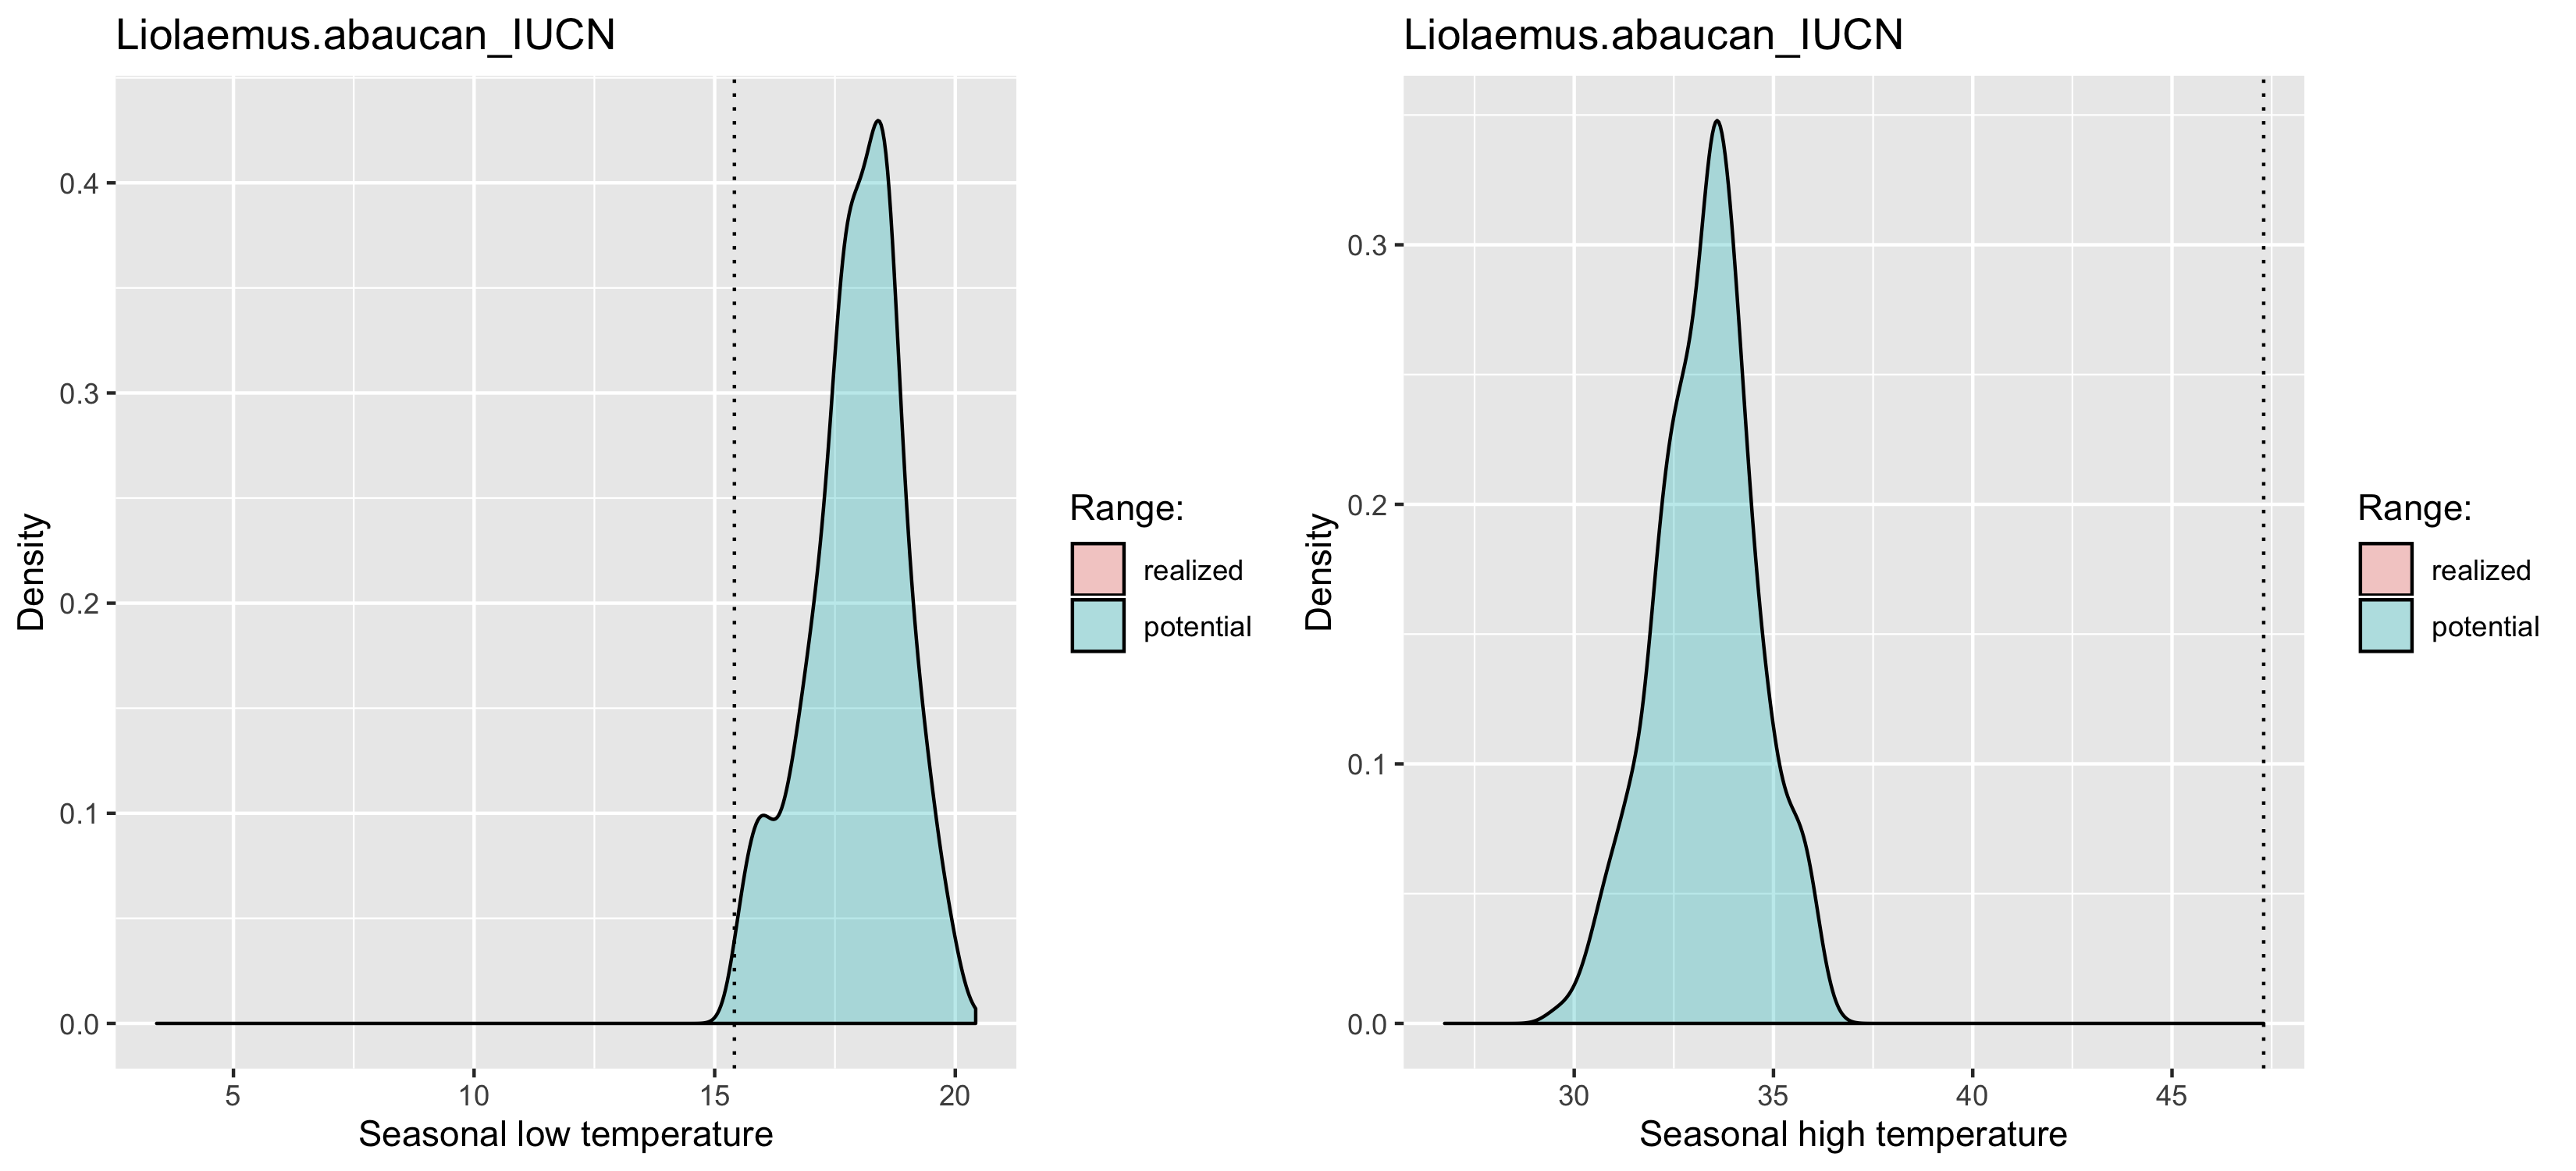 Liolaemus.abaucan_IUCN
Density
0.4
0.3
0.2
0.1
0.0
5 10 15 20
Seasonal low temperature
Range:
realized
potential
Liolaemus.abaucan_IUCN
Density
0.3
0.2
0.1
0.0
30 35 40 45
Seasonal high temperature
Range:
realized
potential